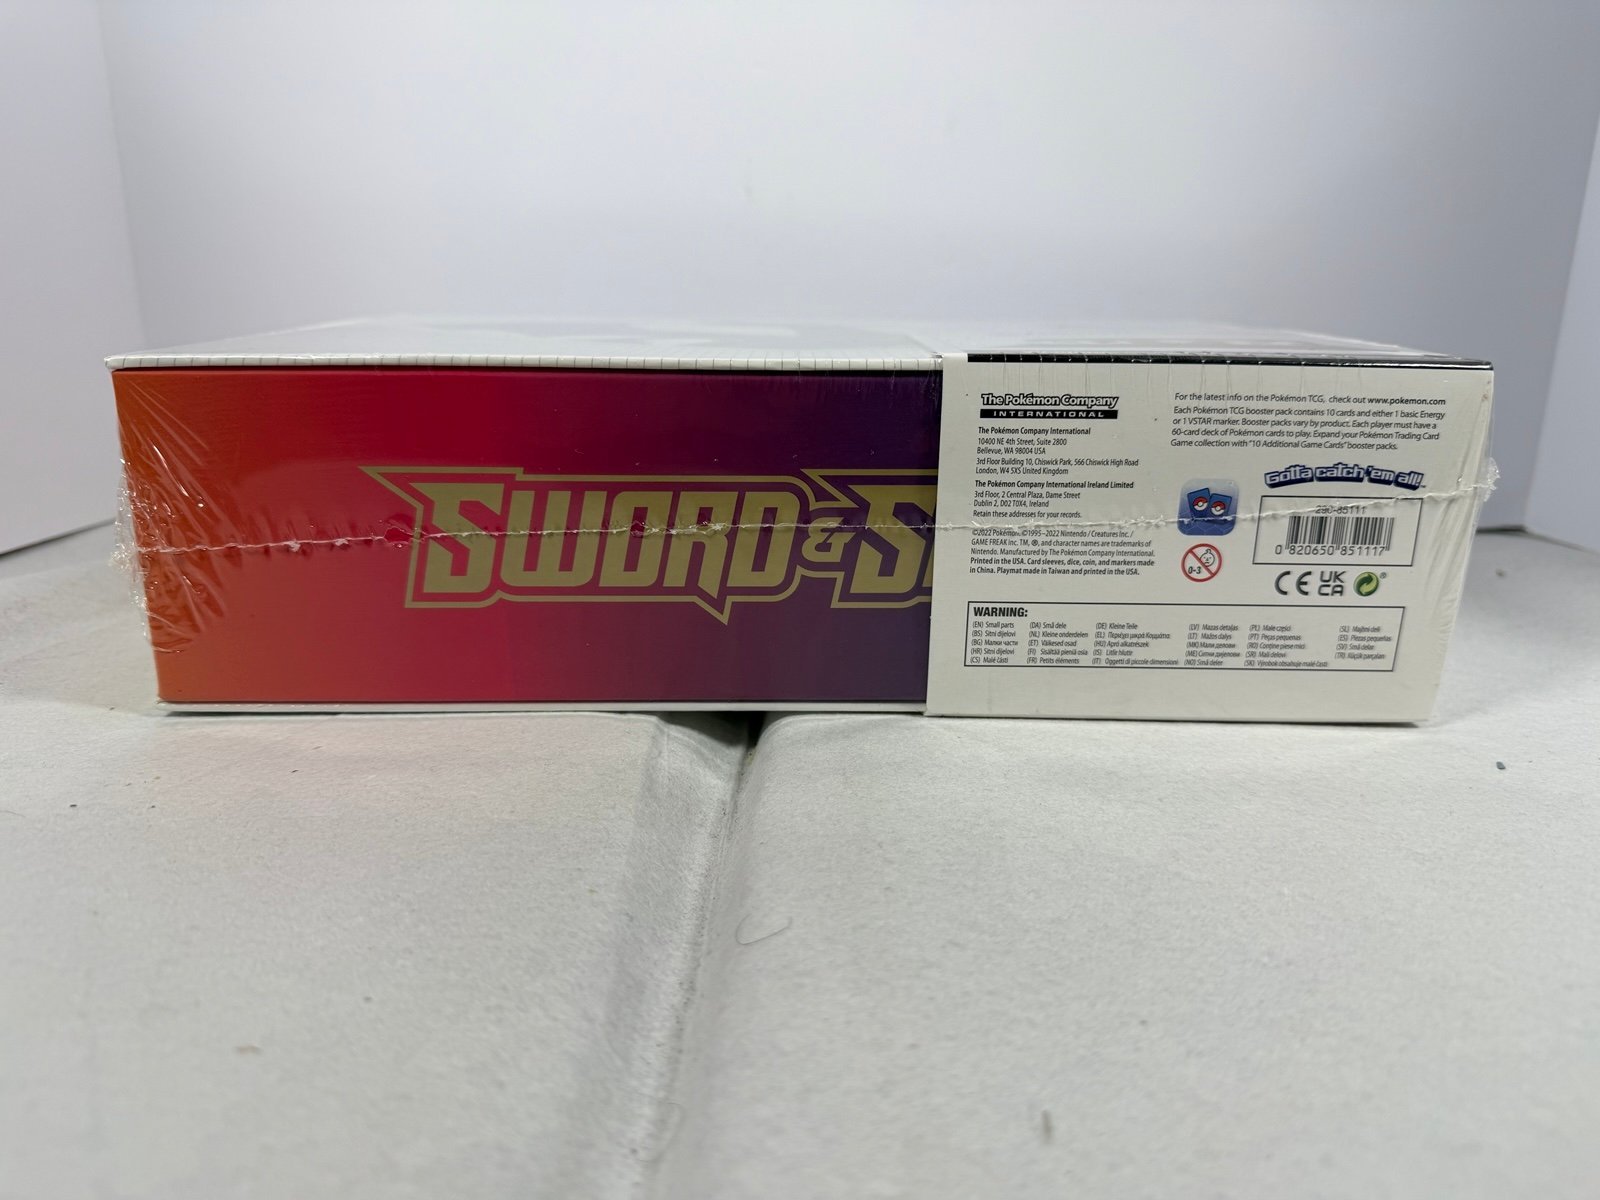 SWORD & S
The Pokémon Company
INTERNATIONAL
The Pokémon Company International
10400 NE 4th Street, Suite 2800
Bellevue, WA 98004 USA
3rd Floor Building 10, Chiswick Park, 566 Chiswick High Road
London, W4 5XS United Kingdom
The Pokémon Company International Ireland Limited
3rd Floor, 2 Central Plaza, Dame Street
Dublin 2, D02 T0X4, Ireland
Retain these addresses for your records.
©2022 Pokémon. ©1995–2022 Nintendo / Creatures Inc. /
GAME FREAK inc. TM, ®, and character names are trademarks of
Nintendo. Manufactured by The Pokémon Company International.
Printed in the USA. Card sleeves, dice, coin, and markers made
in China. Playmat made in Taiwan and printed in the USA.
For the latest info on the Pokémon TCG, check out www.pokemon.com
Each Pokémon TCG booster pack contains 10 cards and either 1 basic Energy
or 1 VSTAR marker. Booster packs vary by product. Each player must have a
60-card deck of Pokémon cards to play. Expand your Pokémon Trading Card
Game collection with "10 Additional Game Cards" booster packs.
Gotta catch 'em all!™
0-3
290-85111
0 820650 851117
CE UK CA ®
WARNING:
(EN) Small parts
(BS) Sitni dijelovi
(BG) Малки части
(HR) Sitni dijelovi
(CS) Malé části
(DA) Små dele
(NL) Kleine onderdelen
(ET) Väikesed osad
(FI) Sisältää pieniä osia
(FR) Petits éléments
(DE) Kleine Teile
(EL) Περιέχει μικρά Κομμάτια.
(HU) Apró alkatrészek
(IS) Litlir hlutir
(IT) Oggetti di piccole dimensioni
(LV) Mazas detaļas
(LT) Mažos dalys
(MK) Мали делови
(ME) Ситни дијелови
(NO) Små deler
(PL) Małe części
(PT) Peças pequenas
(RO) Conține piese mici
(SR) Mali delovi
(SK) Výrobok obsahuje malé časti
(SL) Majhni deli
(ES) Piezas pequeñas
(SV) Små delar
(TR) Küçük parçaları